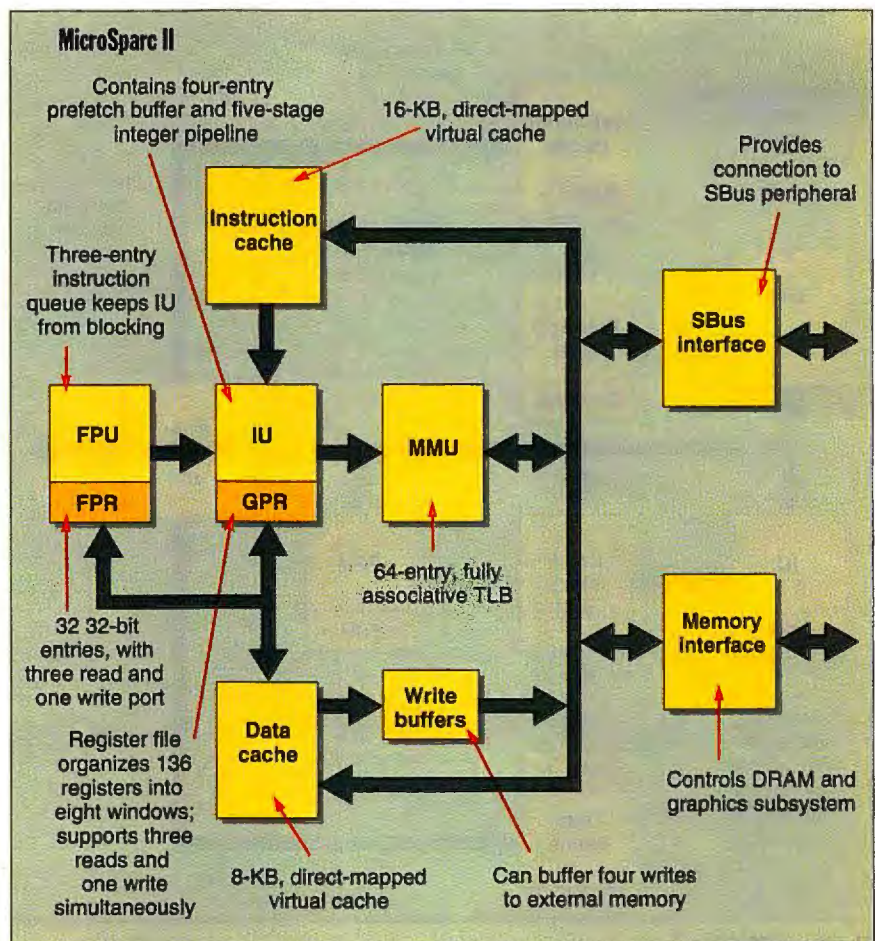 MicroSparc II
Contains four-entry
prefetch buffer and five-stage
integer pipeline
16-KB, direct-mapped
virtual cache
Provides
connection to
SBus peripheral
Instruction
cache
Three-entry
instruction
queue keeps IU
from blocking
SBus
interface
FPU
IU
MMU
FPR
GPR
64-entry, fully
associative TLB
32 32-bit
entries, with
three read and
one write port
Memory
interface
Write
buffers
Data
cache
Register file
organizes 136
registers into
eight windows;
supports three
reads and
one write
simultaneously
Controls DRAM and
graphics subsystem
8-KB, direct-mapped
virtual cache
Can buffer four writes
to external memory